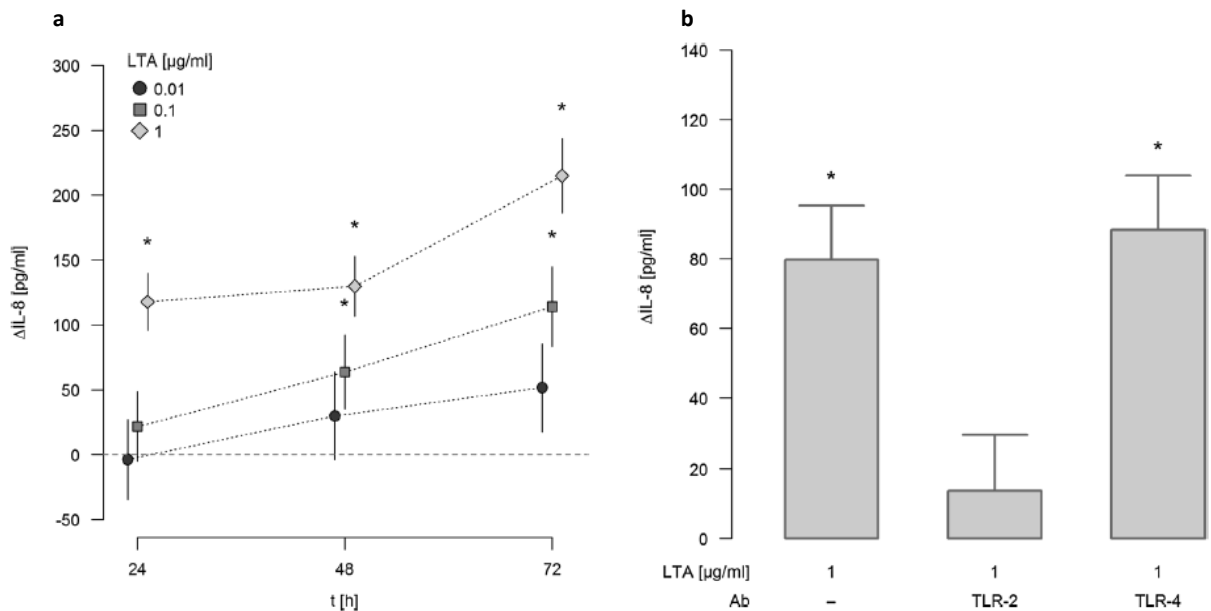 a
LTA [µg/ml]
0.01
0.1
1
300
250
200
150
100
50
0
-50
ΔIL-8 [pg/ml]
*
*
*
*
*
24 48 72
t [h]
b
140
120
100
80
60
40
20
0
ΔIL-8 [pg/ml]
*
*
LTA [µg/ml] 1 1 1
Ab – TLR-2 TLR-4